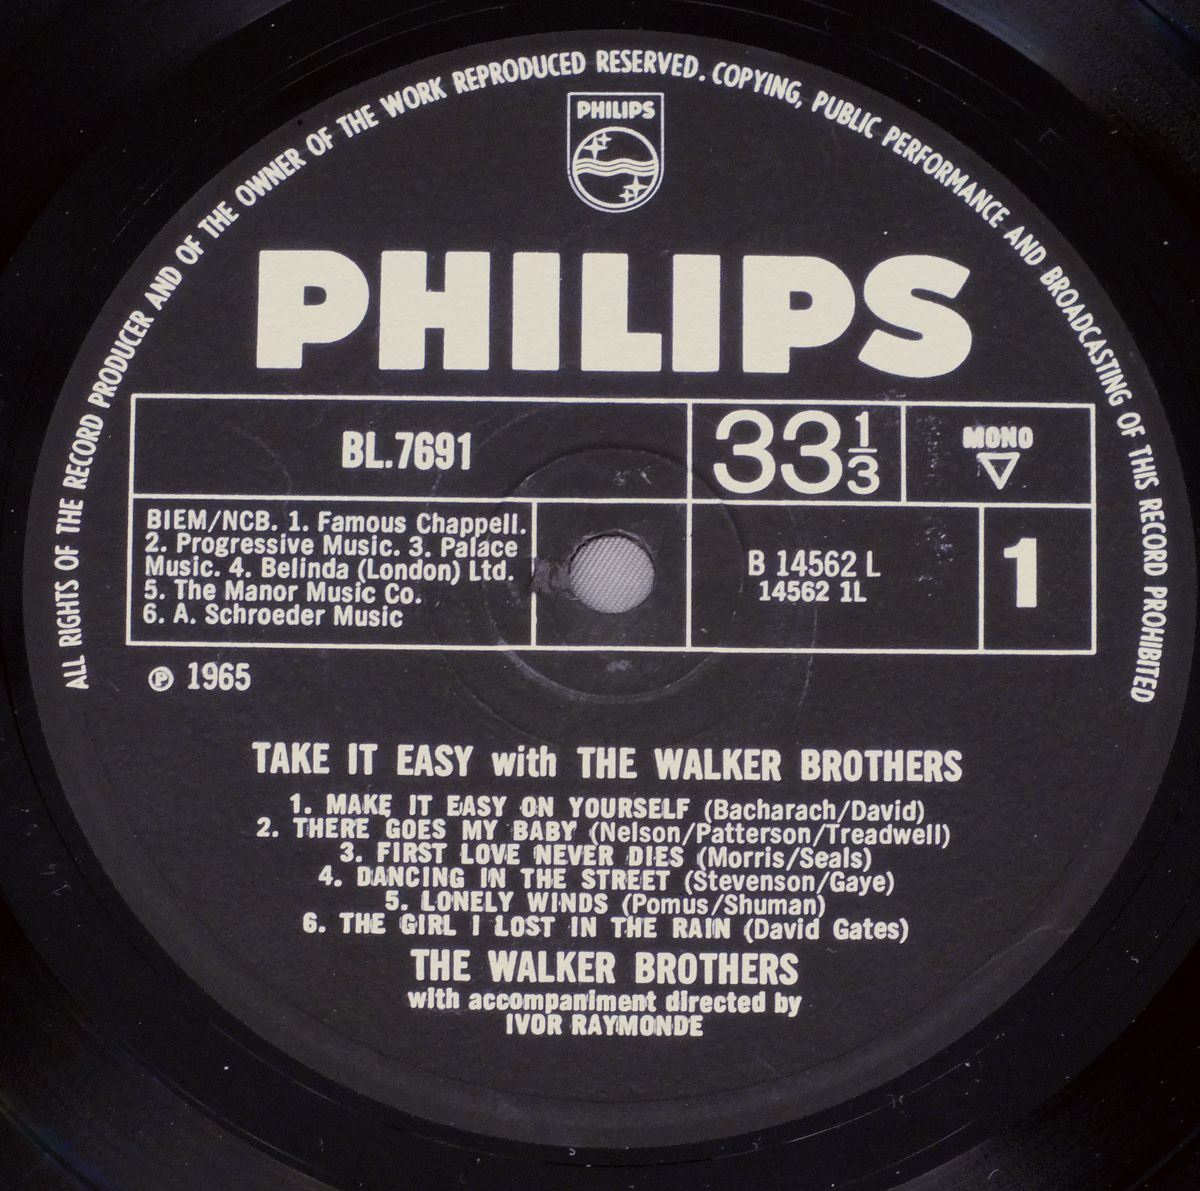 ALL RIGHTS OF THE RECORD PRODUCER AND OF THE OWNER OF THE WORK REPRODUCED RESERVED. COPYING, PUBLIC PERFORMANCE AND BROADCASTING OF THIS RECORD PROHIBITED
PHILIPS
PHILIPS
BL.7691
33 1/3
MONO
BIEM/NCB. 1. Famous Chappell.
2. Progressive Music. 3. Palace
Music. 4. Belinda (London) Ltd.
5. The Manor Music Co.
6. A. Schroeder Music
B 14562 L
14562 1L
1
℗ 1965
TAKE IT EASY with THE WALKER BROTHERS
1. MAKE IT EASY ON YOURSELF (Bacharach/David)
2. THERE GOES MY BABY (Nelson/Patterson/Treadwell)
3. FIRST LOVE NEVER DIES (Morris/Seals)
4. DANCING IN THE STREET (Stevenson/Gaye)
5. LONELY WINDS (Pomus/Shuman)
6. THE GIRL I LOST IN THE RAIN (David Gates)
THE WALKER BROTHERS
with accompaniment directed by
IVOR RAYMONDE